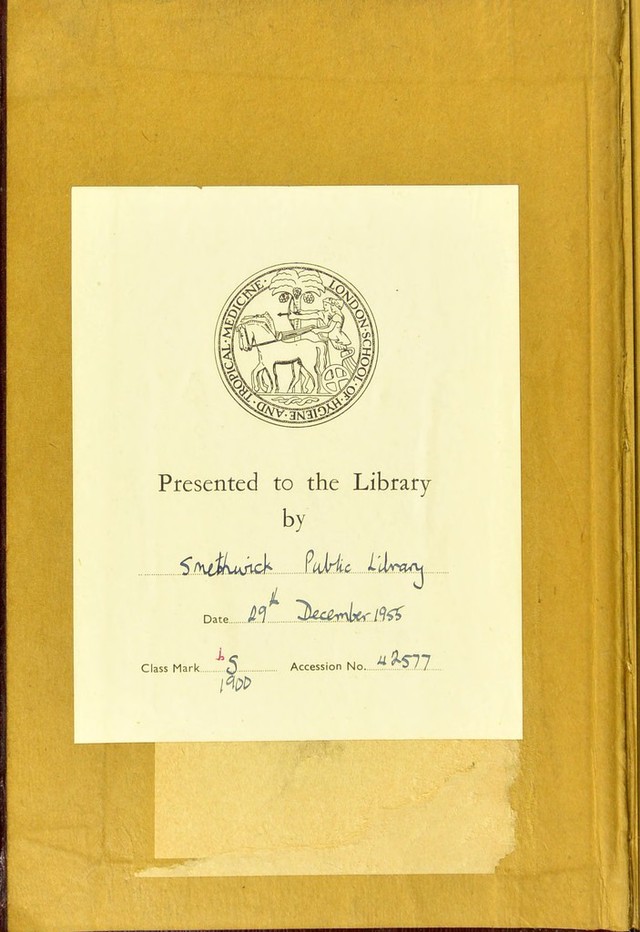 LONDON·SCHOOL·OF·HYGIENE·AND·TROPICAL·MEDICINE·
Presented to the Library
by
Smethwick Public Library
Date 29th December 1955
Class Mark bS Accession No. 42577
1900